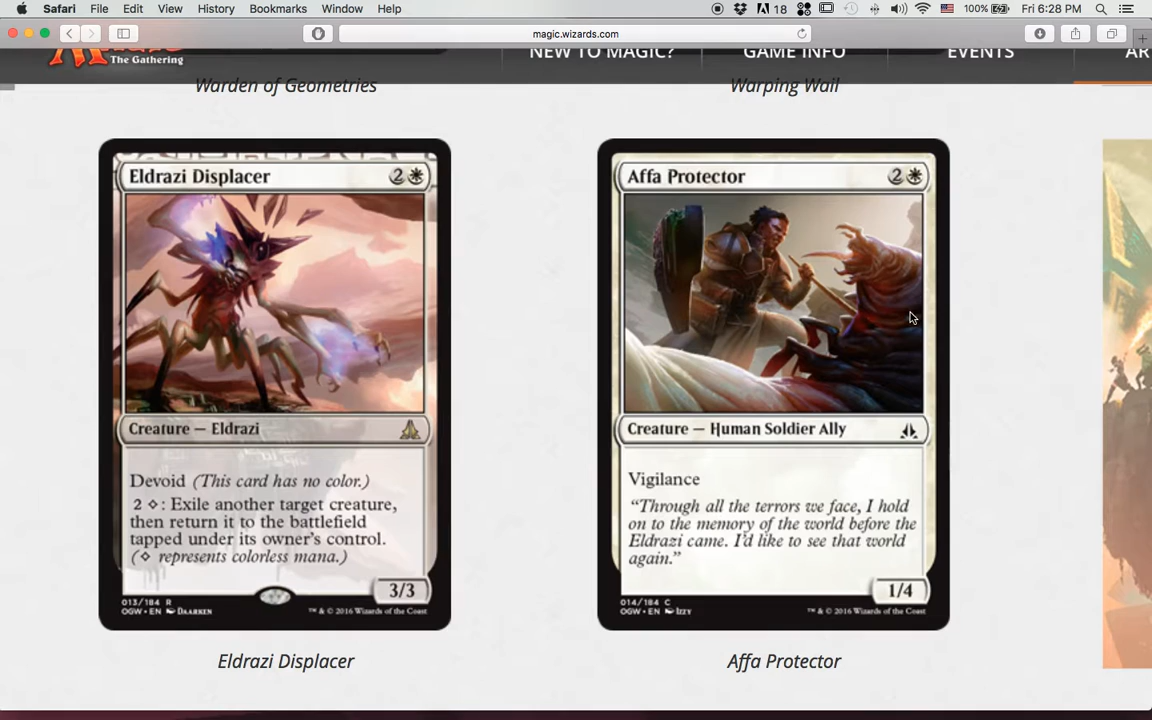 Safari File Edit View History Bookmarks Window Help 18 100% Fri 6:28 PM
magic.wizards.com
The Gathering NEW TO MAGIC? GAME INFO EVENTS AR
Warden of Geometries Warping Wail
Eldrazi Displacer 2
Creature — Eldrazi
Devoid (This card has no color.)
2 ◇: Exile another target creature,
then return it to the battlefield
tapped under its owner's control.
(◇ represents colorless mana.)
3/3
013/184 R
OGW • EN DAARKEN ™ & © 2016 Wizards of the Coast
Eldrazi Displacer
Affa Protector 2
Creature — Human Soldier Ally
Vigilance
“Through all the terrors we face, I hold
on to the memory of the world before the
Eldrazi came. I'd like to see that world
again.”
1/4
014/184 C
OGW • EN IZZY ™ & © 2016 Wizards of the Coast
Affa Protector